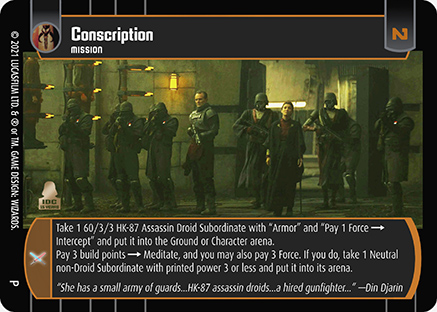 Conscription
MISSION
N
© 2021 LUCASFILM LTD. & ® or TM. GAME DESIGN: WIZARDS.
IDC
Take 1 60/3/3 HK-87 Assassin Droid Subordinate with “Armor” and “Pay 1 Force →
Intercept” and put it into the Ground or Character arena.
Pay 3 build points → Meditate, and you may also pay 3 Force. If you do, take 1 Neutral
non-Droid Subordinate with printed power 3 or less and put it into its arena.
P
“She has a small army of guards...HK-87 assassin droids...a hired gunfighter...” —Din Djarin